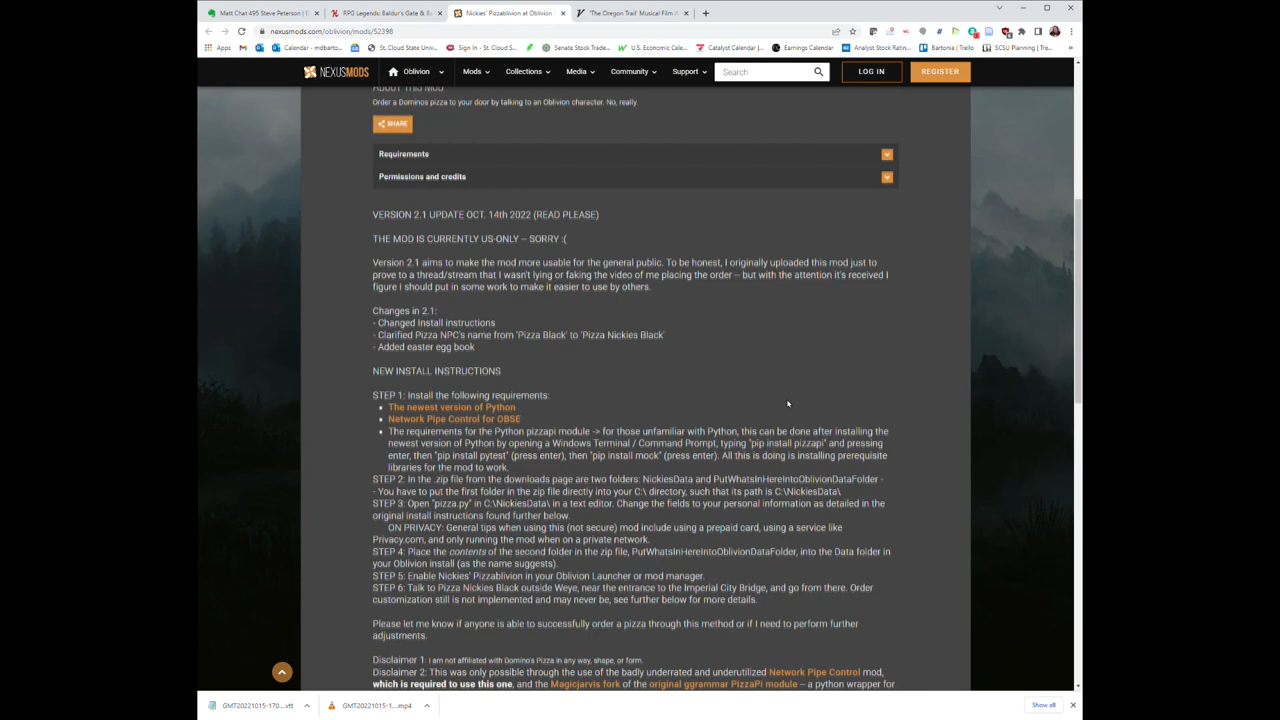 Matt Chat 495 Steve Peterson |
RPG Legends: Baldur's Gate & B
Nickies' Pizzablivion at Oblivion
'The Oregon Trail' Musical Film A
nexusmods.com/oblivion/mods/52398
Apps
Calendar - mdbarto...
St. Cloud State Univ...
Sign In - St. Cloud S...
Senate Stock Trade...
U.S. Economic Cale...
Catalyst Calendar |...
Earnings Calendar
Analyst Stock Ratin...
Bartonia | Trello
SCSU Planning | Tre...
NEXUSMODS
Oblivion
Mods
Collections
Media
Community
Support
Search
LOG IN
REGISTER
ABOUT THIS MOD
Order a Dominos pizza to your door by talking to an Oblivion character. No, really.
SHARE
Requirements
Permissions and credits
VERSION 2.1 UPDATE OCT. 14th 2022 (READ PLEASE)
THE MOD IS CURRENTLY US-ONLY -- SORRY :(
Version 2.1 aims to make the mod more usable for the general public. To be honest, I originally uploaded this mod just to
prove to a thread/stream that I wasn't lying or faking the video of me placing the order -- but with the attention it's received I
figure I should put in some work to make it easier to use by others.
Changes in 2.1:
- Changed Install instructions
- Clarified Pizza NPC's name from 'Pizza Black' to 'Pizza Nickies Black'
- Added easter egg book
NEW INSTALL INSTRUCTIONS
STEP 1: Install the following requirements:
• The newest version of Python
• Network Pipe Control for OBSE
• The requirements for the Python pizzapi module -> for those unfamiliar with Python, this can be done after installing the
newest version of Python by opening a Windows Terminal / Command Prompt, typing "pip install pizzapi" and pressing
enter, then "pip install pytest" (press enter), then "pip install mock" (press enter). All this is doing is installing prerequisite
libraries for the mod to work.
STEP 2: In the .zip file from the downloads page are two folders: NickiesData and PutWhatsInHereIntoOblivionDataFolder -
- You have to put the first folder in the zip file directly into your C:\ directory, such that its path is C:\NickiesData\
STEP 3: Open "pizza.py" in C:\NickiesData\ in a text editor. Change the fields to your personal information as detailed in the
original install instructions found further below.
ON PRIVACY: General tips when using this (not secure) mod include using a prepaid card, using a service like
Privacy.com, and only running the mod when on a private network.
STEP 4: Place the contents of the second folder in the zip file, PutWhatsInHereIntoOblivionDataFolder, into the Data folder in
your Oblivion install (as the name suggests).
STEP 5: Enable Nickies' Pizzablivion in your Oblivion Launcher or mod manager.
STEP 6: Talk to Pizza Nickies Black outside Weye, near the entrance to the Imperial City Bridge, and go from there. Order
customization still is not implemented and may never be, see further below for more details.
Please let me know if anyone is able to successfully order a pizza through this method or if I need to perform further
adjustments.
Disclaimer 1: I am not affiliated with Domino's Pizza in any way, shape, or form.
Disclaimer 2: This was only possible through the use of the badly underrated and underutilized Network Pipe Control mod,
which is required to use this one, and the Magicjarvis fork of the original ggrammar PizzaPi module -- a python wrapper for
GMT20221015-170....vtt
GMT20221015-1....mp4
Show all